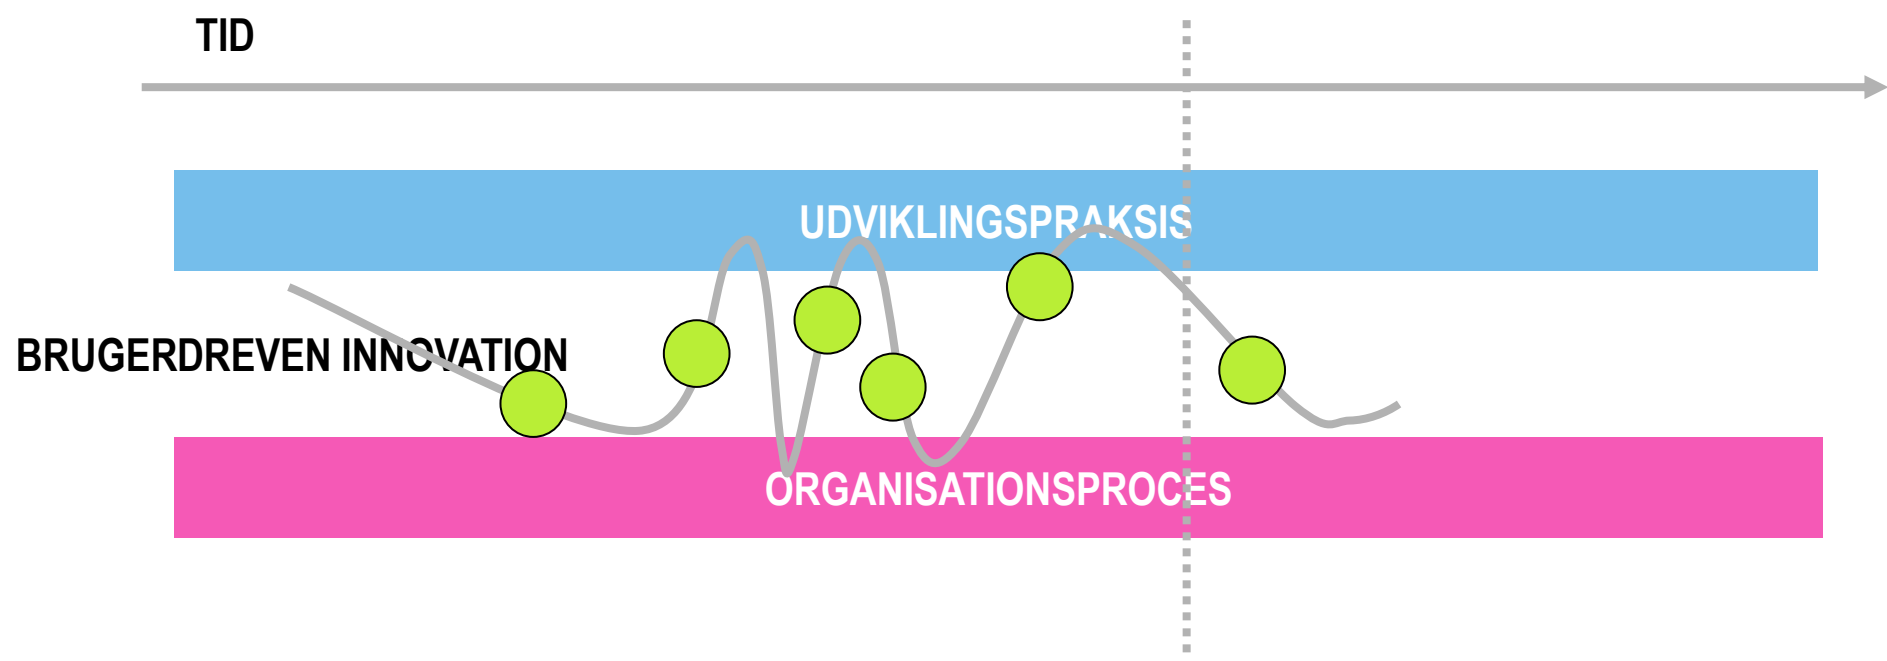 TID
UDVIKLINGSPRAKSIS
BRUGERDREVEN INNOVATION
ORGANISATIONSPROCES